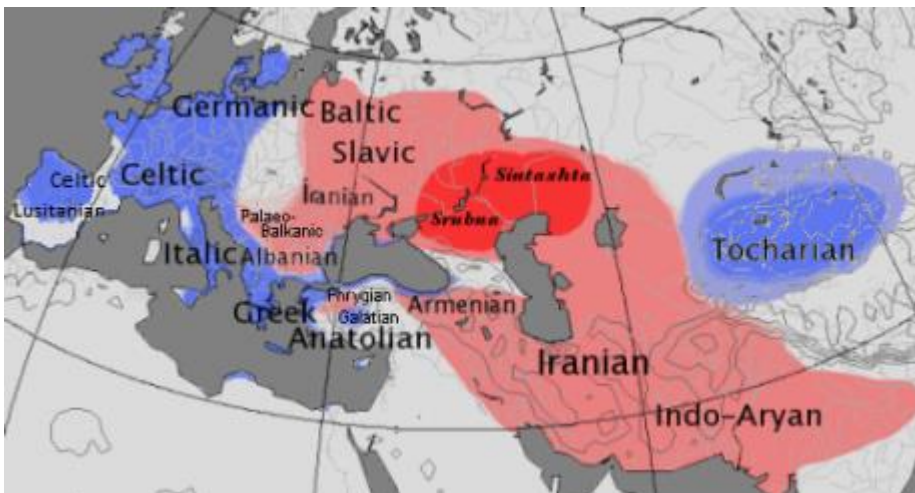 Germanic
Baltic
Slavic
Sintashta
Celtic
Celtic
Iranian
Lusitanian
Palaeo-
Balkanic
Srubna
Italic
Albanian
Tocharian
Phrygian
Armenian
Greek
Galatian
Anatolian
Iranian
Indo-Aryan